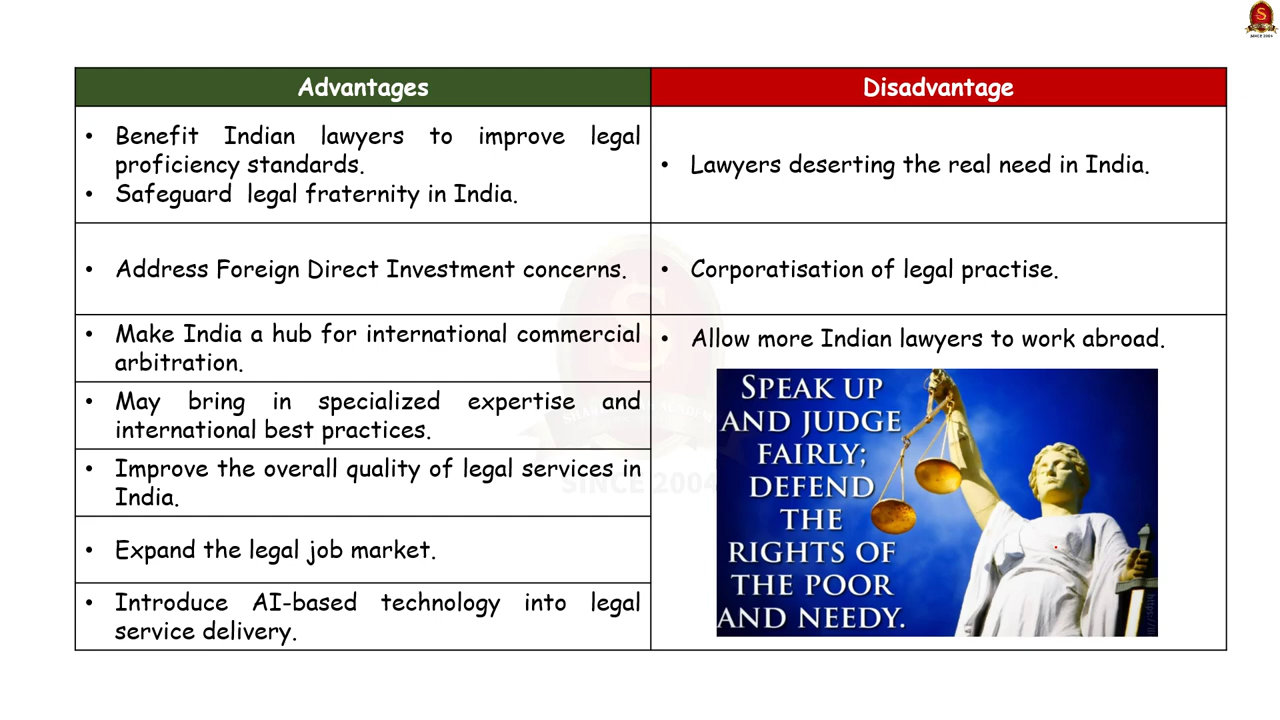 SINCE 2004
Advantages
Disadvantage
• Benefit Indian lawyers to improve legal
proficiency standards.
• Safeguard legal fraternity in India.
• Lawyers deserting the real need in India.
• Address Foreign Direct Investment concerns.
• Corporatisation of legal practise.
• Make India a hub for international commercial
arbitration.
• Allow more Indian lawyers to work abroad.
• May bring in specialized expertise and
international best practices.
• Improve the overall quality of legal services in
India.
• Expand the legal job market.
• Introduce AI-based technology into legal
service delivery.
SPEAK UP
AND JUDGE
FAIRLY;
DEFEND
THE
RIGHTS OF
THE POOR
AND NEEDY.
SINCE 2004